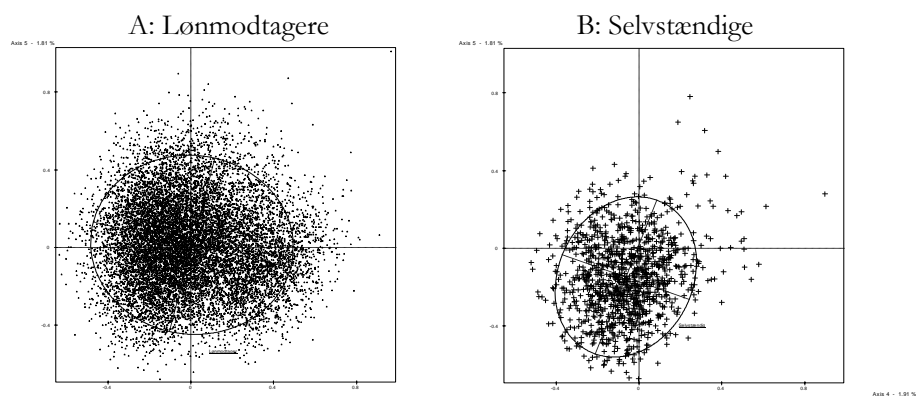 A: Lønmodtagere
B: Selvstændige
Axis 5 - 1.81 %
Axis 5 - 1.81 %
0.8
0.8
0.4
0.4
0
0
-0.4
-0.4
Lønmodtager
Selvstændig
-0.4 0 0.4 0.8
-0.4 0 0.4 0.8
Axis 4 - 1.91 %